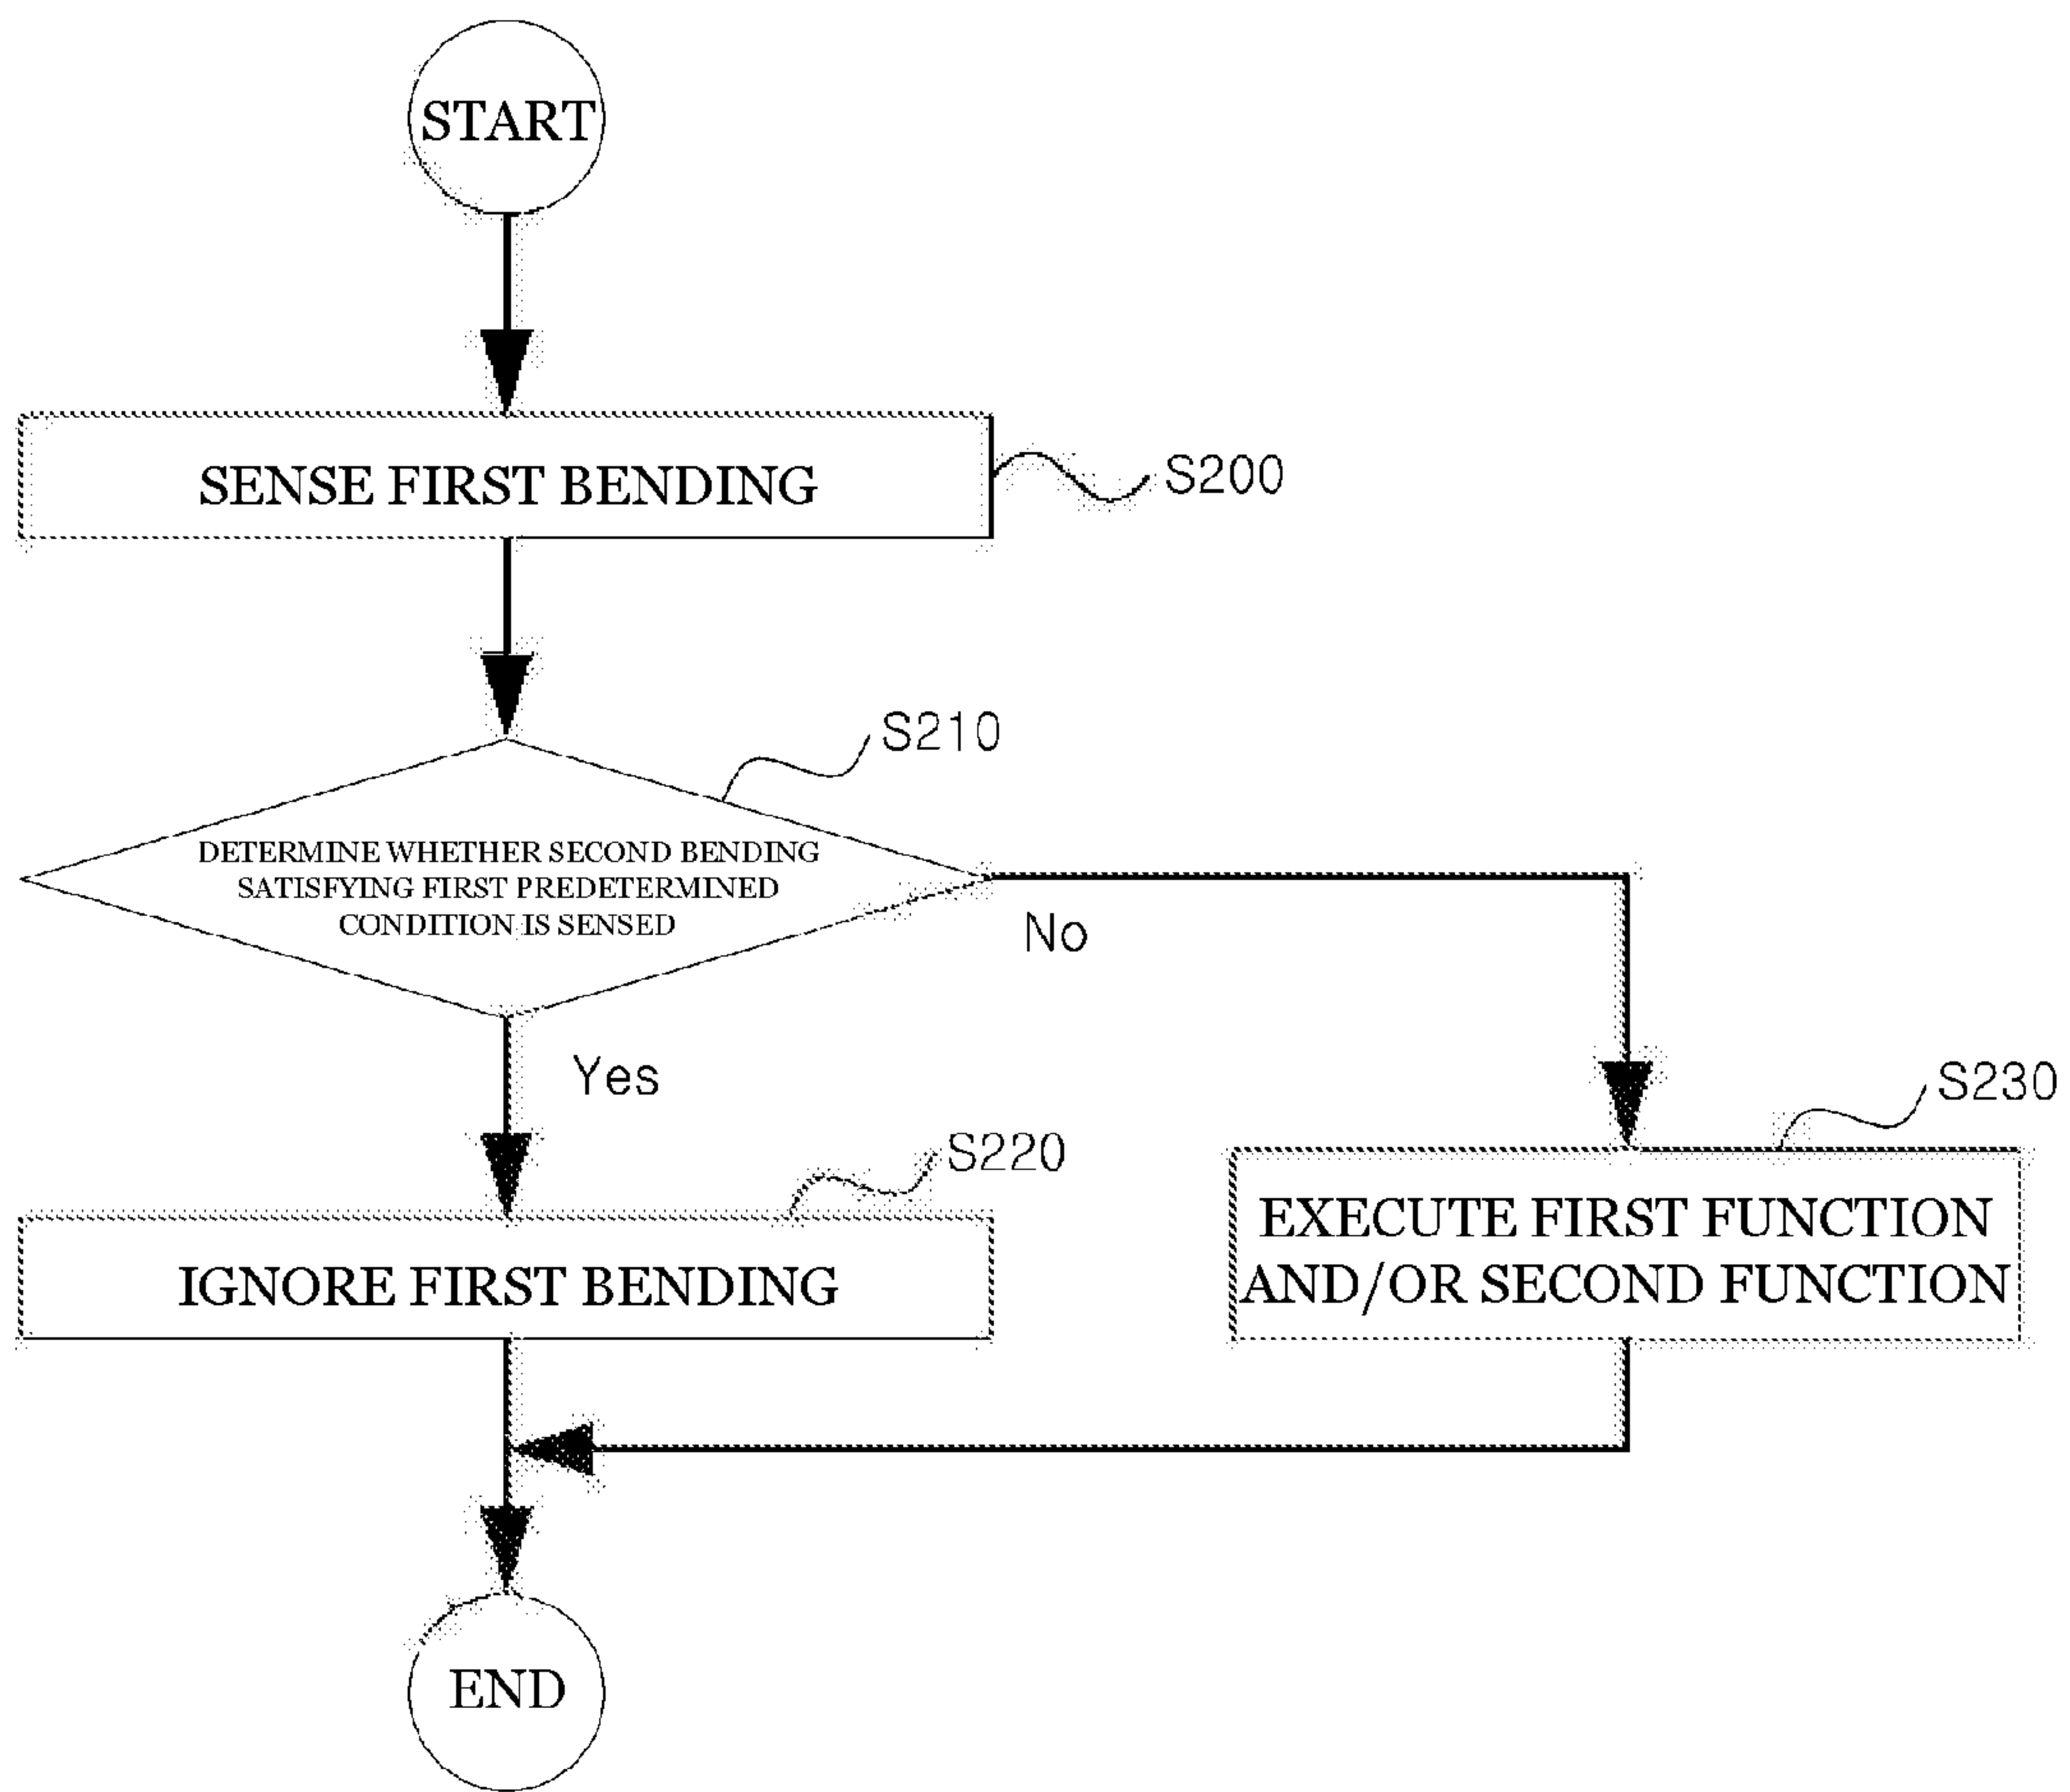 START
SENSE FIRST BENDING
S200
S210
DETERMINE WHETHER SECOND BENDING
SATISFYING FIRST PREDETERMINED
CONDITION IS SENSED
No
Yes
S220
IGNORE FIRST BENDING
S230
EXECUTE FIRST FUNCTION
AND/OR SECOND FUNCTION
END